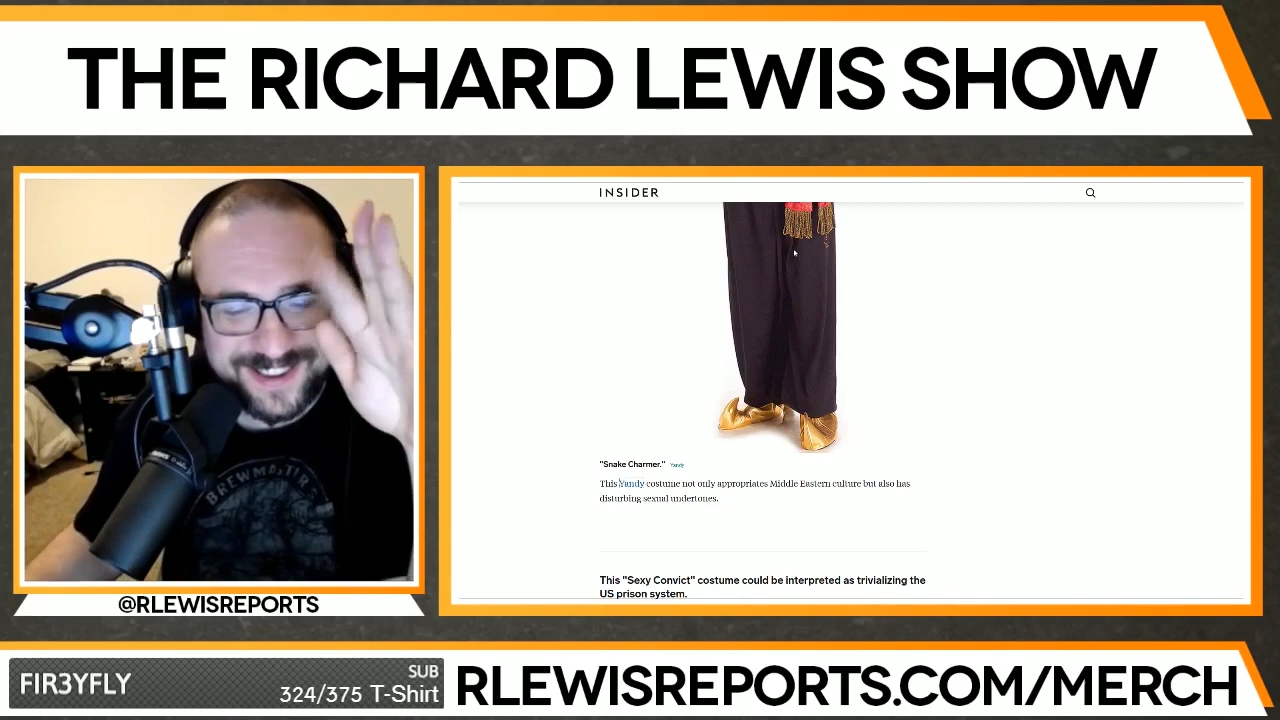 THE RICHARD LEWIS SHOW
INSIDER
"Snake Charmer." Yandy
This Yandy costume not only appropriates Middle Eastern culture but also has
disturbing sexual undertones.
This "Sexy Convict" costume could be interpreted as trivializing the
US prison system.
BREWMASTERS
@RLEWISREPORTS
FIR3YFLY
SUB
324/375 T-Shirt
RLEWISREPORTS.COM/MERCH